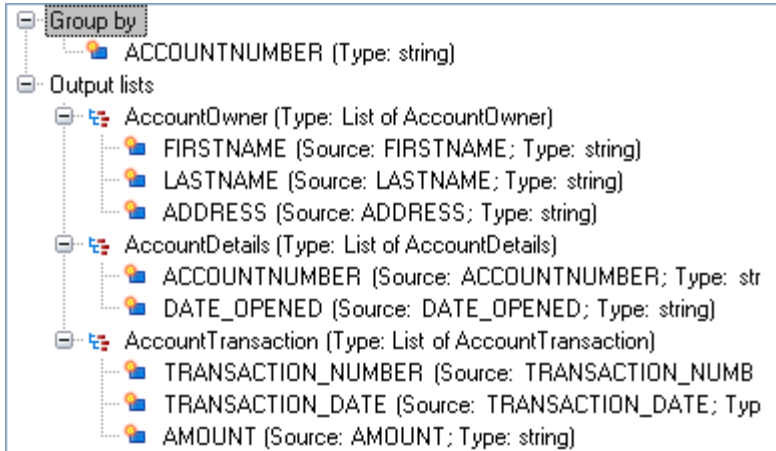 Group by
ACCOUNTNUMBER (Type: string)
Output lists
AccountOwner (Type: List of AccountOwner)
FIRSTNAME (Source: FIRSTNAME; Type: string)
LASTNAME (Source: LASTNAME; Type: string)
ADDRESS (Source: ADDRESS; Type: string)
AccountDetails (Type: List of AccountDetails)
ACCOUNTNUMBER (Source: ACCOUNTNUMBER; Type: str
DATE_OPENED (Source: DATE_OPENED; Type: string)
AccountTransaction (Type: List of AccountTransaction)
TRANSACTION_NUMBER (Source: TRANSACTION_NUMB
TRANSACTION_DATE (Source: TRANSACTION_DATE; Typ
AMOUNT (Source: AMOUNT; Type: string)